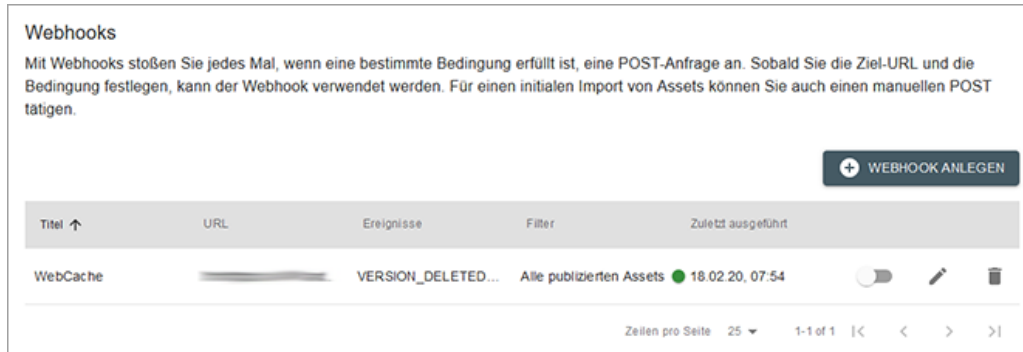 Webhooks
Mit Webhooks stoßen Sie jedes Mal, wenn eine bestimmte Bedingung erfüllt ist, eine POST-Anfrage an. Sobald Sie die Ziel-URL und die
Bedingung festlegen, kann der Webhook verwendet werden. Für einen initialen Import von Assets können Sie auch einen manuellen POST
tätigen.
WEBHOOK ANLEGEN
Titel URL Ereignisse Filter Zuletzt ausgeführt
WebCache VERSION_DELETED... Alle publizierten Assets 18.02.20, 07:54
Zeilen pro Seite 25 1-1 of 1